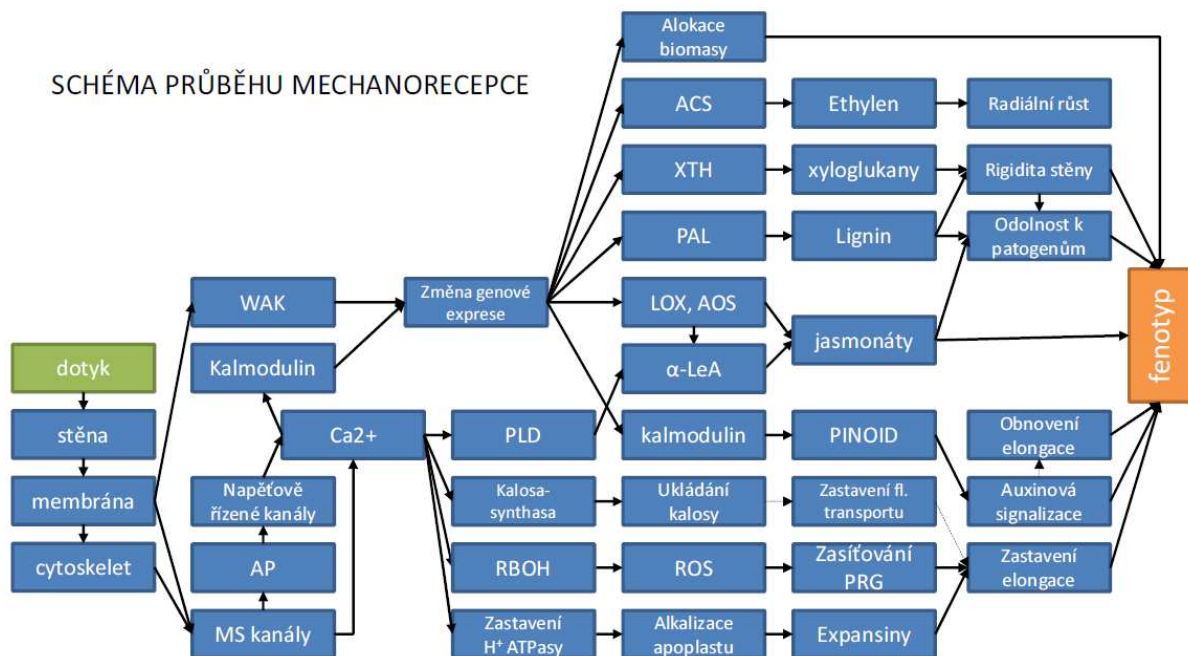 SCHÉMA PRŮBĚHU MECHANORECEPCE
Alokace
biomasy
ACS
Ethylen
Radiální růst
XTH
xyloglukany
Rigidita stěny
PAL
Lignin
Odolnost k
patogenům
WAK
Změna genové
exprese
LOX, AOS
jasmonáty
fenotyp
dotyk
Kalmodulin
α-LeA
stěna
Ca2+
PLD
kalmodulin
PINOID
Obnovení
elongace
membrána
Napěťově
řízené kanály
Kalosa-
synthasa
Ukládání
kalosy
Zastavení fl.
transportu
Auxinová
signalizace
cytoskelet
AP
RBOH
ROS
Zasíťování
PRG
Zastavení
elongace
MS kanály
Zastavení
H⁺ ATPasy
Alkalizace
apoplastu
Expansiny